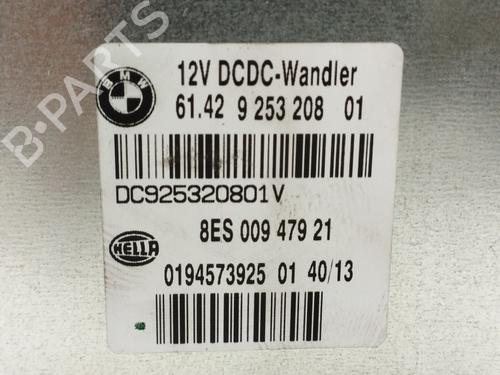 BMW
12V DCDC-Wandler
61.42 9 253 208 01
DC925320801V
8ES 009 479 21
HELLA
0194573925 01 40/13